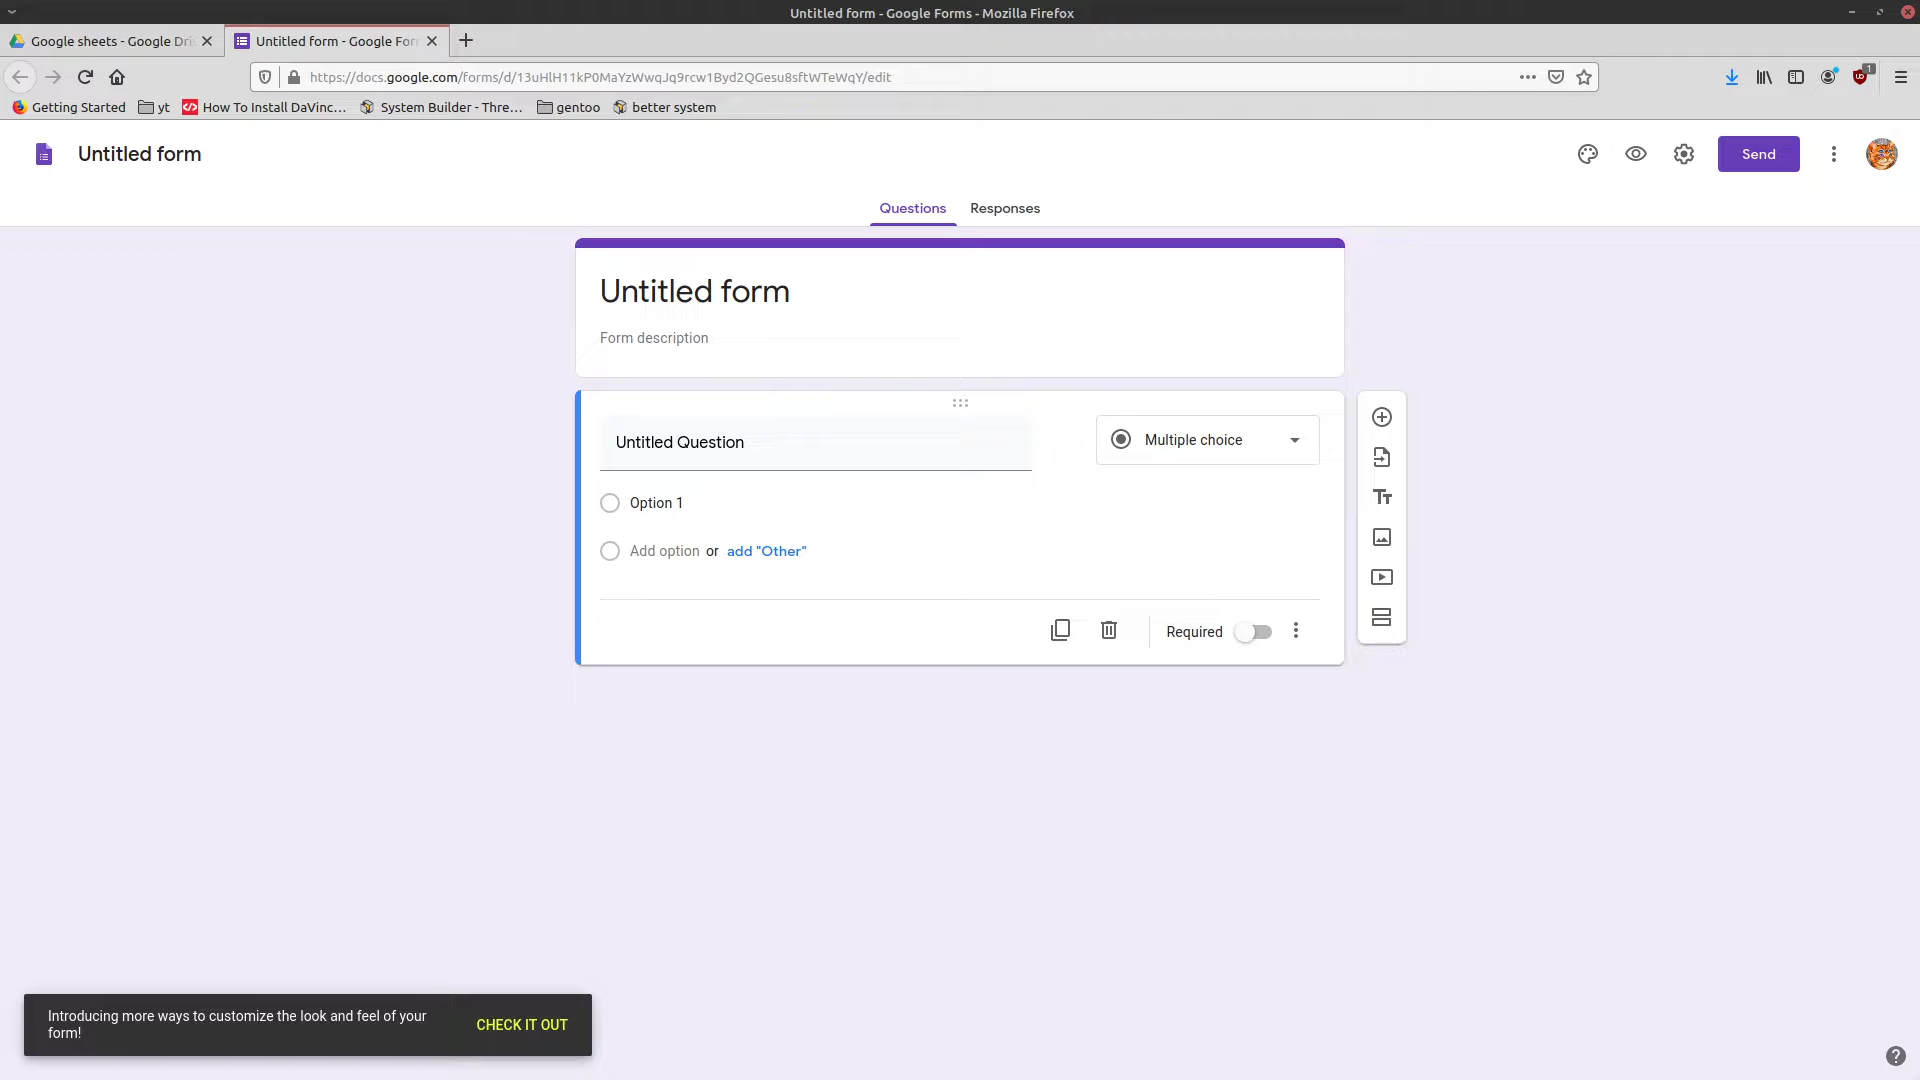 Untitled form - Google Forms - Mozilla Firefox
Google sheets - Google Dri
Untitled form - Google For
https://docs.google.com/forms/d/13uHlH11kP0MaYzWwqJq9rcw1Byd2QGesu8sftWTeWqY/edit
1
Getting Started
yt
How To Install DaVinc...
System Builder - Thre...
gentoo
better system
Untitled form
Send
Questions
Responses
Untitled form
Form description
Untitled Question
Multiple choice
Option 1
Add option or add "Other"
Required
Introducing more ways to customize the look and feel of your
form!
CHECK IT OUT